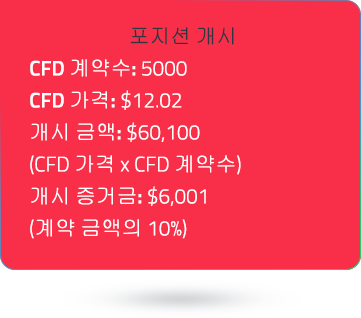 포지션 개시
CFD 계약수: 5000
CFD 가격: $12.02
개시 금액: $60,100
(CFD 가격 x CFD 계약수)
개시 증거금: $6,001
(계약 금액의 10%)